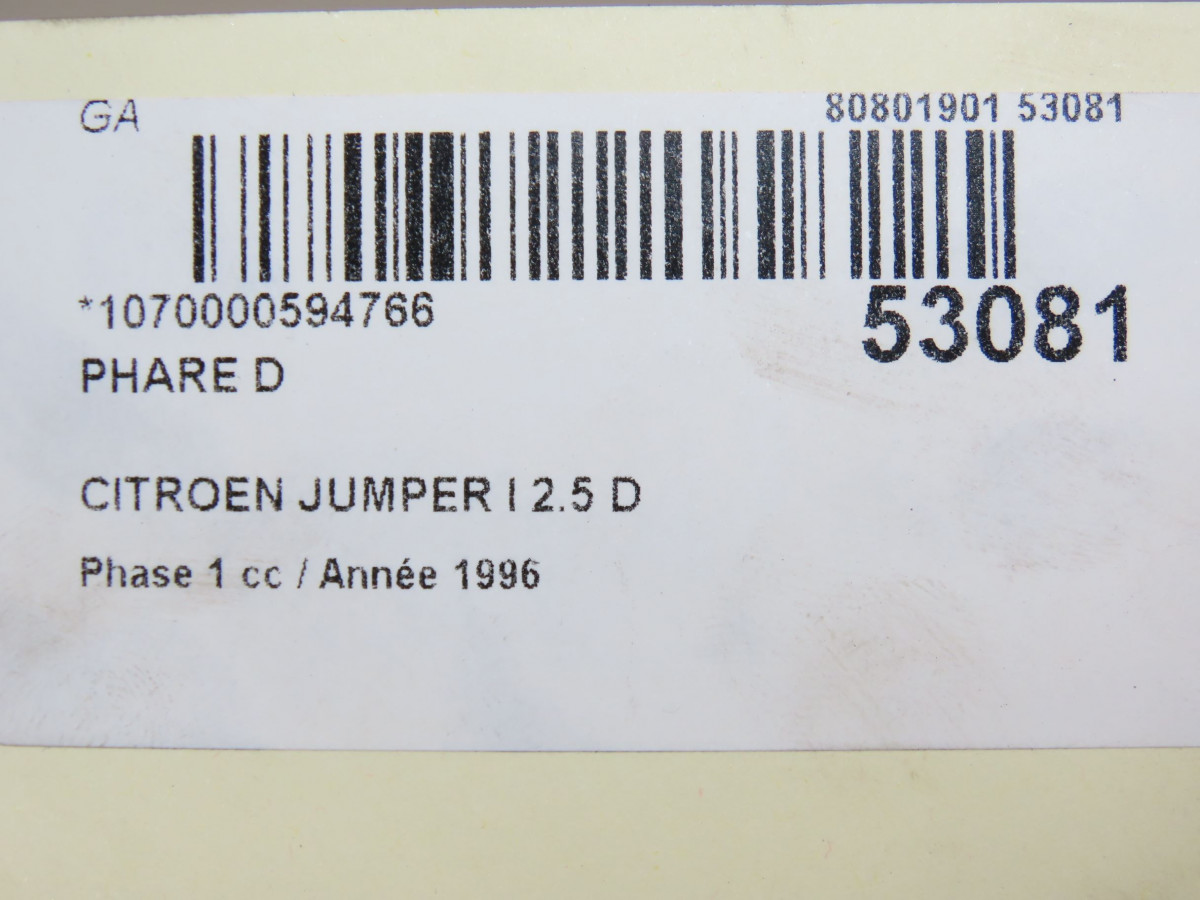 GA
80801901 53081
*1070000594766
53081
PHARE D
CITROEN JUMPER I 2.5 D
Phase 1 cc / Année 1996